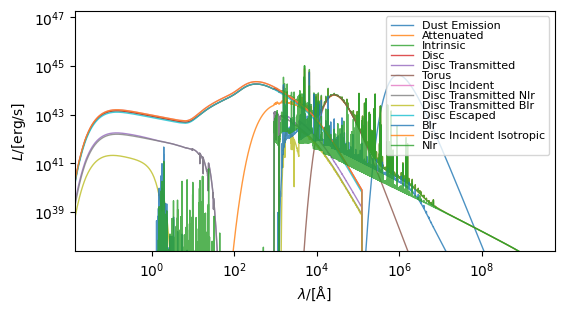 10^47
10^45
10^43
10^41
10^39
L/[erg/s]
Dust Emission
Attenuated
Intrinsic
Disc
Disc Transmitted
Torus
Disc Incident
Disc Transmitted Nlr
Disc Transmitted Blr
Disc Escaped
Blr
Disc Incident Isotropic
Nlr
10^0 10^2 10^4 10^6 10^8
λ/[Å]